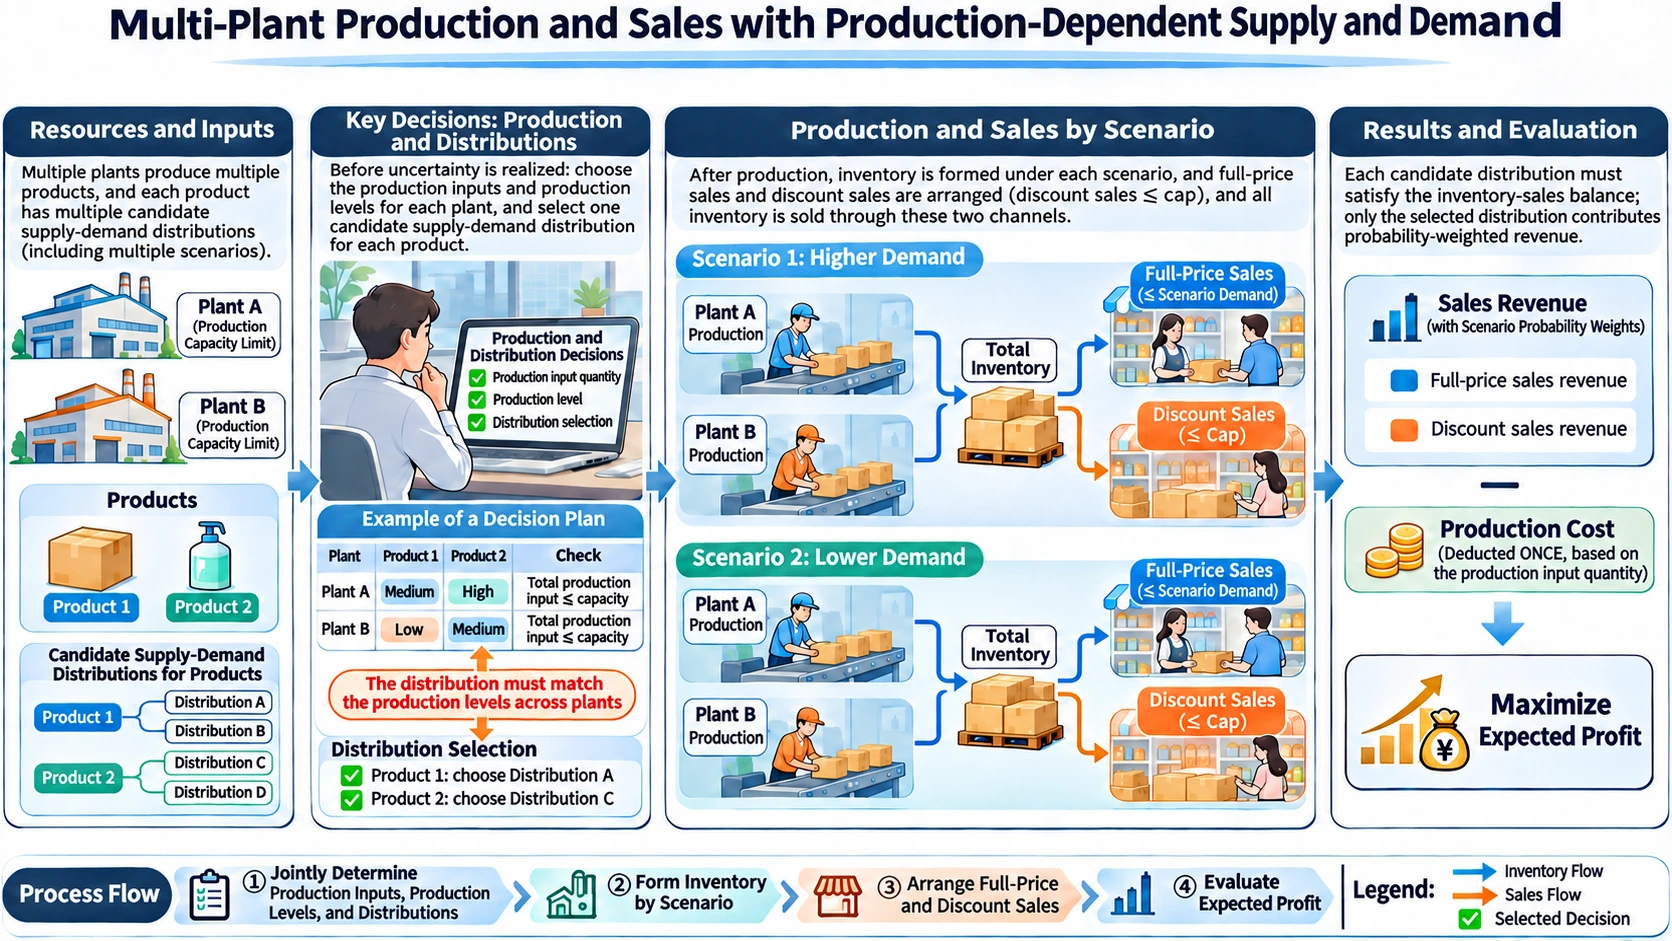 Multi-Plant Production and Sales with Production-Dependent Supply and Demand
Resources and Inputs
Multiple plants produce multiple
products, and each product
has multiple candidate
supply-demand distributions
(including multiple scenarios).
Plant A
(Production
Capacity Limit)
Plant B
(Production
Capacity Limit)
Products
Product 1
Product 2
Candidate Supply-Demand
Distributions for Products
Product 1
Distribution A
Distribution B
Product 2
Distribution C
Distribution D
Key Decisions: Production
and Distributions
Before uncertainty is realized: choose
the production inputs and production
levels for each plant, and select one
candidate supply-demand distribution
for each product.
Production and
Distribution Decisions
Production input quantity
Production level
Distribution selection
Example of a Decision Plan
Plant Product 1 Product 2 Check
Plant A Medium High Total production
input ≤ capacity
Plant B Low Medium Total production
input ≤ capacity
The distribution must match
the production levels across plants
Distribution Selection
Product 1: choose Distribution A
Product 2: choose Distribution C
Production and Sales by Scenario
After production, inventory is formed under each scenario, and full-price
sales and discount sales are arranged (discount sales ≤ cap), and all
inventory is sold through these two channels.
Scenario 1: Higher Demand
Plant A
Production
Plant B
Production
Total
Inventory
Full-Price Sales
(≤ Scenario Demand)
Discount Sales
(≤ Cap)
Scenario 2: Lower Demand
Plant A
Production
Plant B
Production
Total
Inventory
Full-Price Sales
(≤ Scenario Demand)
Discount Sales
(≤ Cap)
Results and Evaluation
Each candidate distribution must
satisfy the inventory-sales balance;
only the selected distribution contributes
probability-weighted revenue.
Sales Revenue
(with Scenario Probability Weights)
Full-price sales revenue
Discount sales revenue
Production Cost
(Deducted ONCE, based on
the production input quantity)
¥
Maximize
Expected Profit
Process Flow
① Jointly Determine
Production Inputs, Production
Levels, and Distributions
② Form Inventory
by Scenario
③ Arrange Full-Price
and Discount Sales
④ Evaluate
Expected Profit
Legend:
Inventory Flow
Sales Flow
Selected Decision